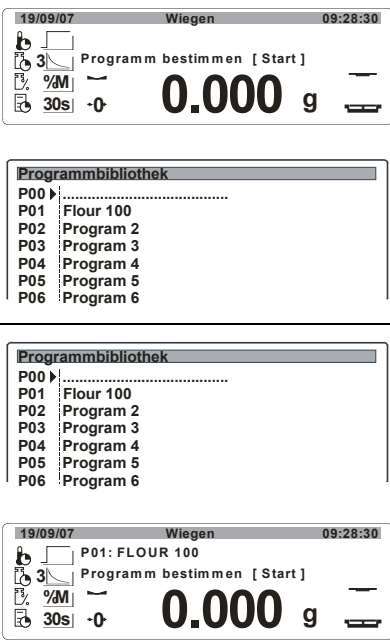 19/09/07 Wiegen 09:28:30
3 Programm bestimmen [ Start ]
%M
30s 0 0.000 g
Programmbibliothek
P00 .......................................
P01 Flour 100
P02 Program 2
P03 Program 3
P04 Program 4
P05 Program 5
P06 Program 6
Programmbibliothek
P00 .......................................
P01 Flour 100
P02 Program 2
P03 Program 3
P04 Program 4
P05 Program 5
P06 Program 6
19/09/07 Wiegen 09:28:30
P01: FLOUR 100
3 Programm bestimmen [ Start ]
%M
30s 0 0.000 g